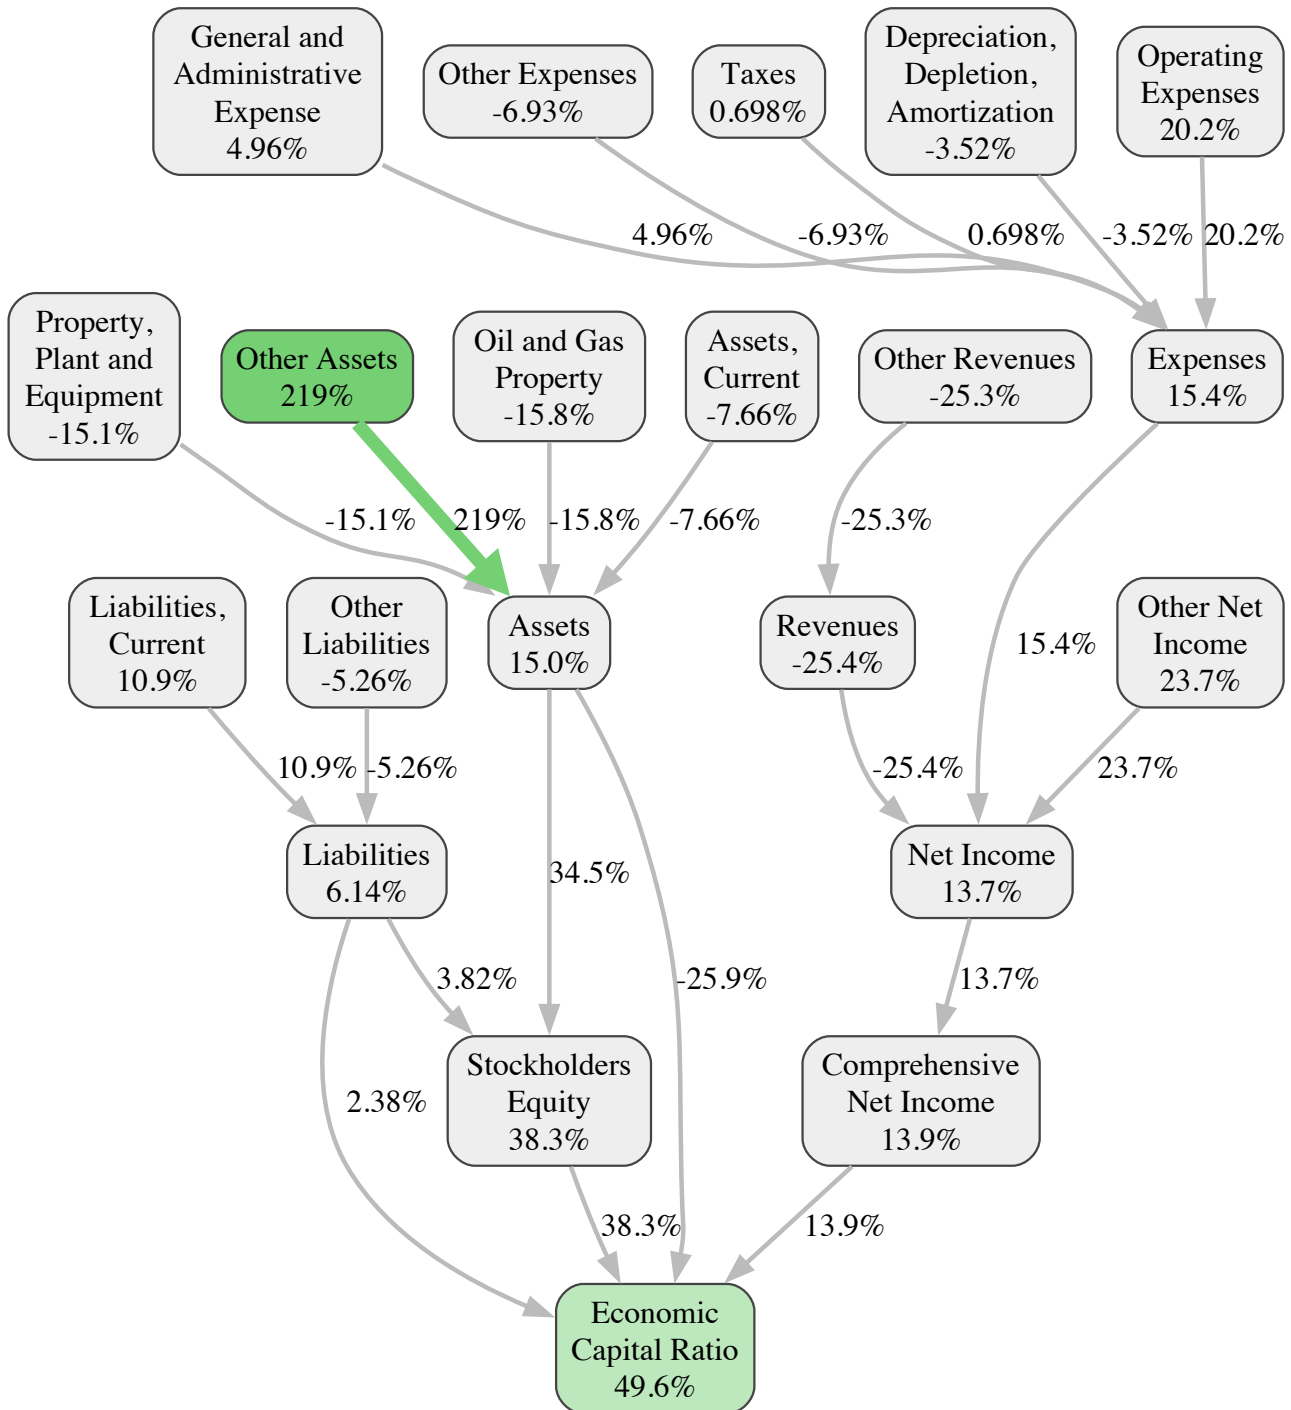 General and
Administrative
Expense
4.96%
Other Expenses
-6.93%
Taxes
0.698%
Depreciation,
Depletion,
Amortization
-3.52%
Operating
Expenses
20.2%
4.96%
-6.93%
0.698%
-3.52%
20.2%
Property,
Plant and
Equipment
-15.1%
Other Assets
219%
Oil and Gas
Property
-15.8%
Assets,
Current
-7.66%
Other Revenues
-25.3%
Expenses
15.4%
-15.1%
219%
-15.8%
-7.66%
-25.3%
Liabilities,
Current
10.9%
Other
Liabilities
-5.26%
Assets
15.0%
Revenues
-25.4%
15.4%
Other Net
Income
23.7%
10.9%
-5.26%
-25.4%
23.7%
Liabilities
6.14%
34.5%
Net Income
13.7%
3.82%
-25.9%
13.7%
2.38%
Stockholders
Equity
38.3%
Comprehensive
Net Income
13.9%
38.3%
13.9%
Economic
Capital Ratio
49.6%